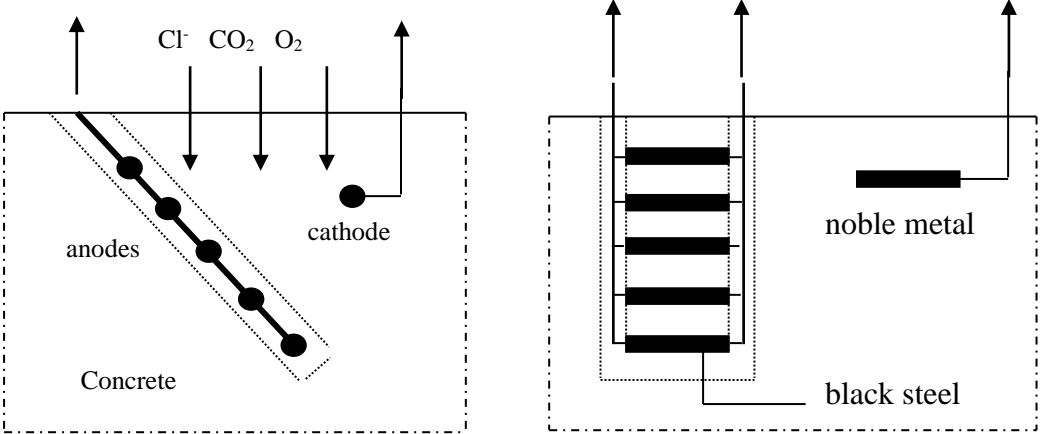 Cl- CO2 O2
anodes
cathode
Concrete
noble metal
black steel